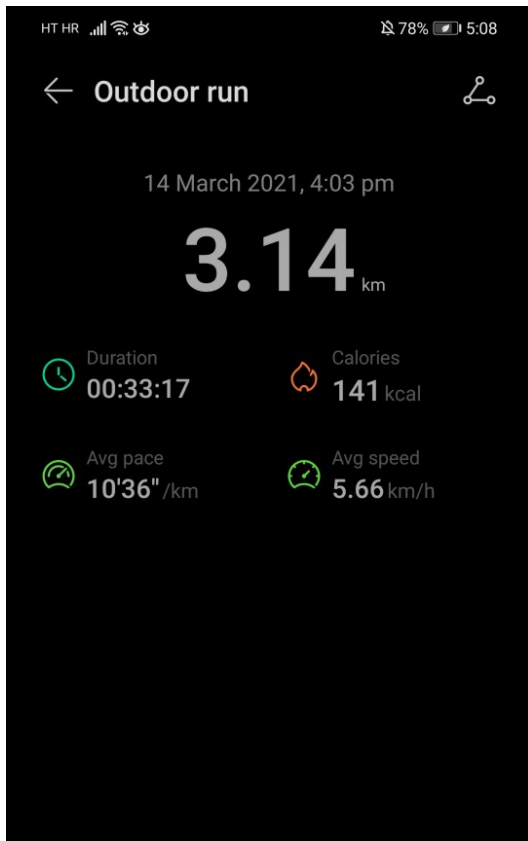 HT HR 78% 5:08
Outdoor run
14 March 2021, 4:03 pm
3.14 km
Duration Calories
00:33:17 141 kcal
Avg pace Avg speed
10'36" /km 5.66 km/h